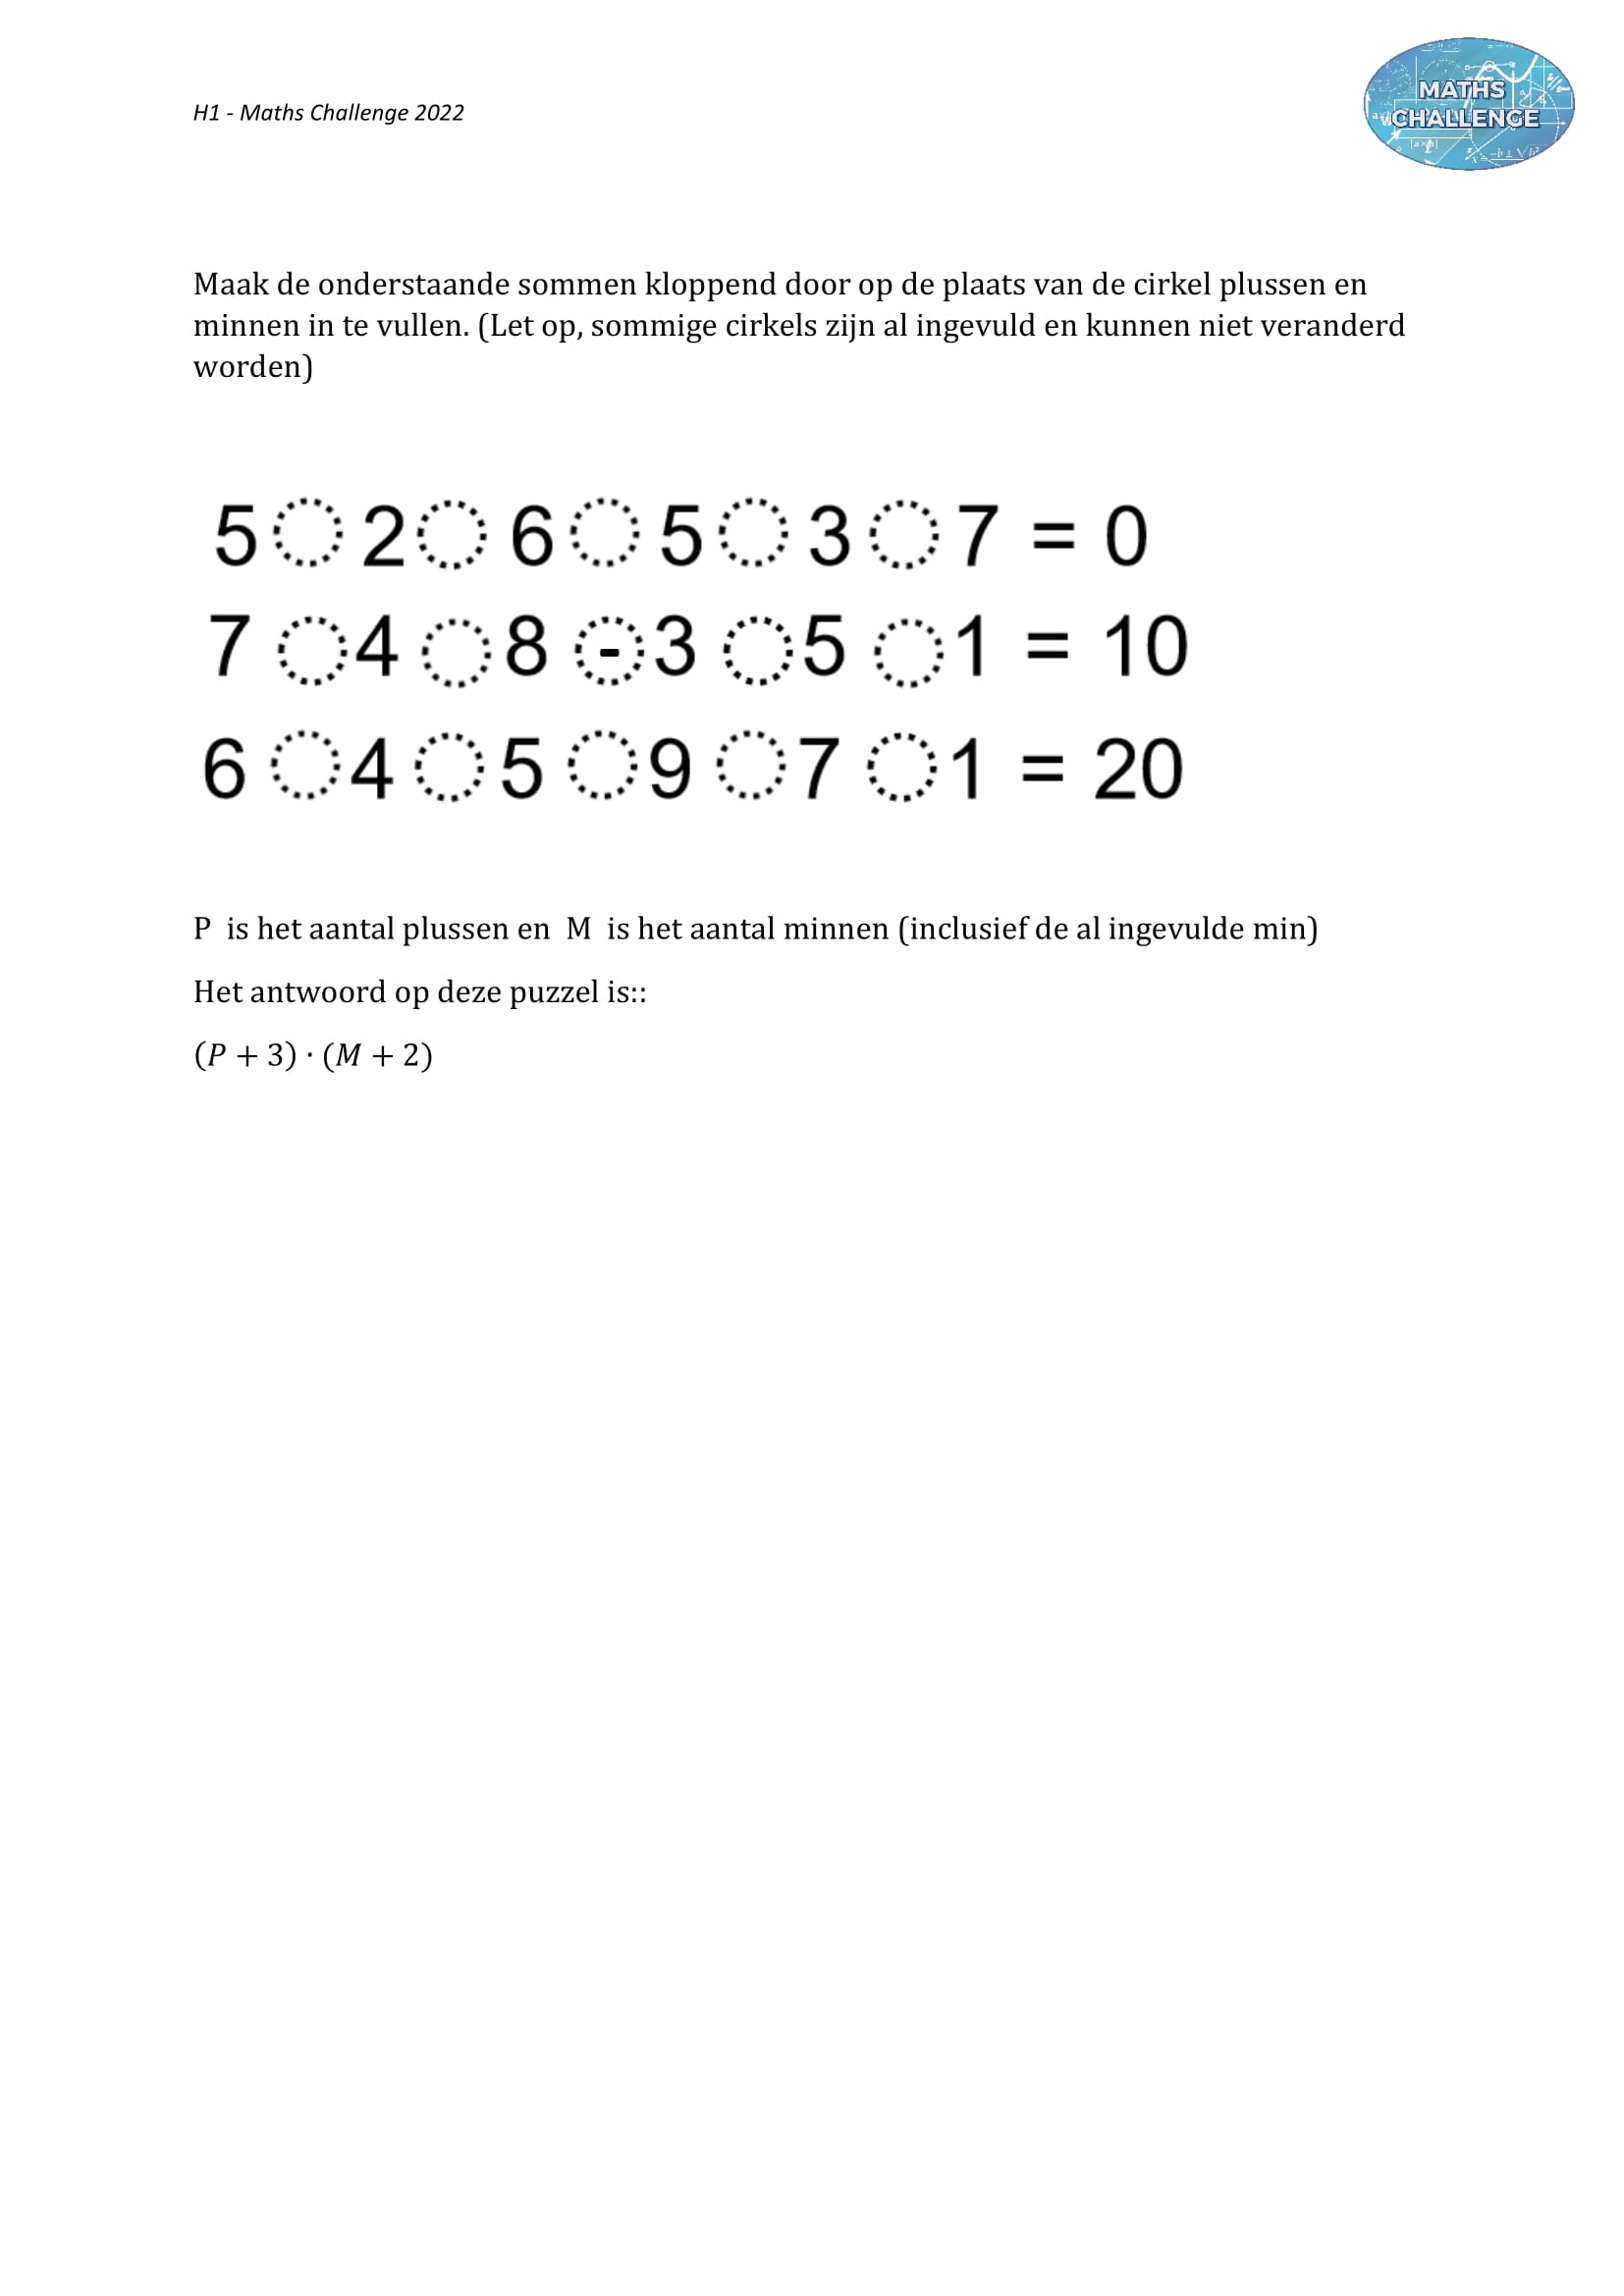 H1 - Maths Challenge 2022
MATHS
CHALLENGE
Maak de onderstaande sommen kloppend door op de plaats van de cirkel plussen en
minnen in te vullen. (Let op, sommige cirkels zijn al ingevuld en kunnen niet veranderd
worden)
5◌2◌6◌5◌3◌7 = 0
7◌4◌8 - 3◌5◌1 = 10
6◌4◌5◌9◌7◌1 = 20
P is het aantal plussen en M is het aantal minnen (inclusief de al ingevulde min)
Het antwoord op deze puzzel is::
(P + 3) · (M + 2)